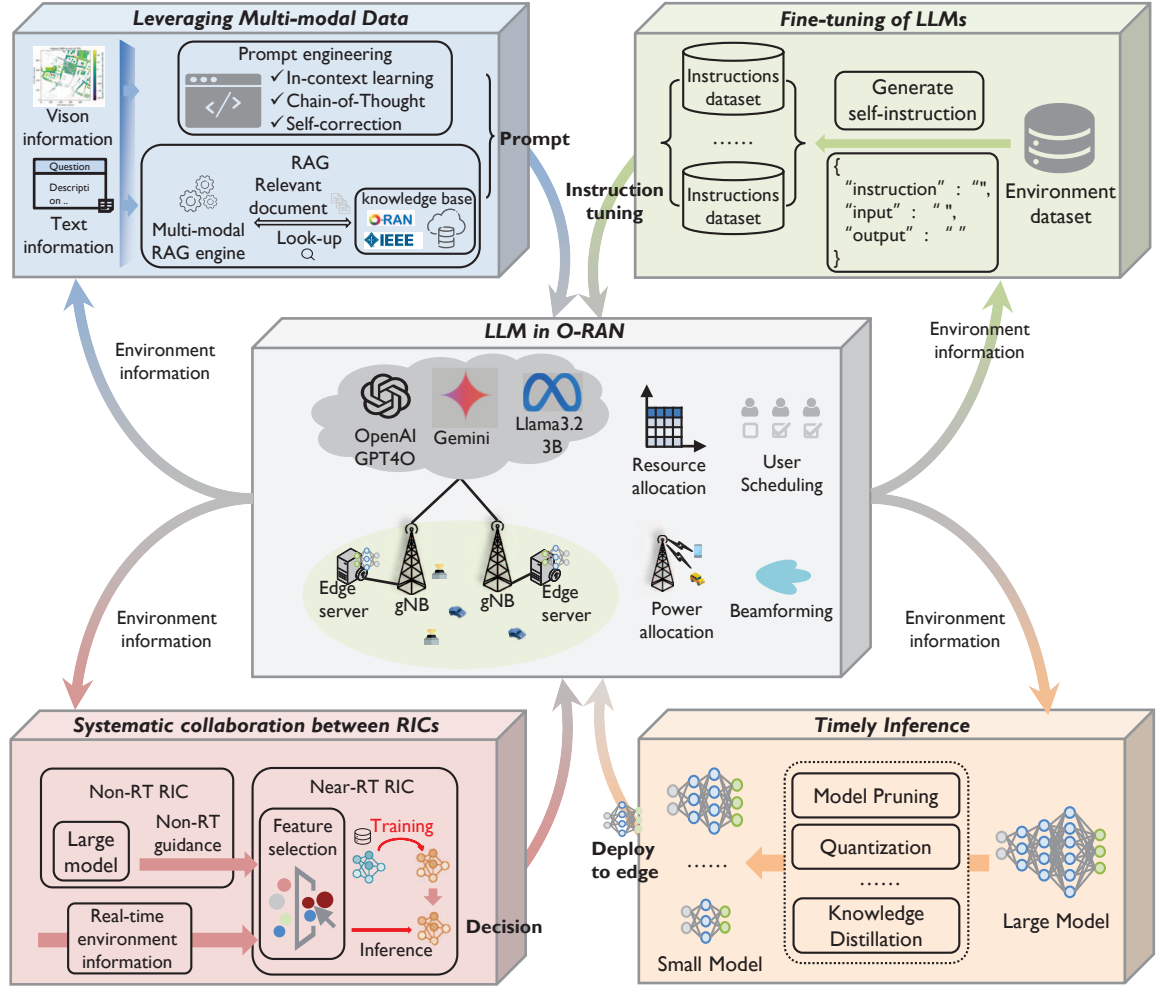 Leveraging Multi-modal Data
Vison
information
Question
Descripti
on ..
Text
information
Prompt engineering
✓ In-context learning
✓ Chain-of-Thought
✓ Self-correction
</>
RAG
Relevant
document
Look-up
Multi-modal
RAG engine
knowledge base
O-RAN
IEEE
Prompt
Fine-tuning of LLMs
Instructions
dataset
......
Instructions
dataset
Generate
self-instruction
{
"instruction" : "",
"input" : " ",
"output" : " "
}
Environment
dataset
Instruction
tuning
Environment
information
Environment
information
LLM in O-RAN
OpenAI
GPT4O
Gemini
Llama3.2
3B
Resource
allocation
User
Scheduling
Edge
server
gNB
gNB
Edge
server
Power
allocation
Beamforming
Environment
information
Environment
information
Systematic collaboration between RICs
Non-RT RIC
Large
model
Non-RT
guidance
Real-time
environment
information
Near-RT RIC
Feature
selection
Training
Inference
Decision
Timely Inference
Deploy
to edge
......
Small Model
Model Pruning
Quantization
......
Knowledge
Distillation
Large Model